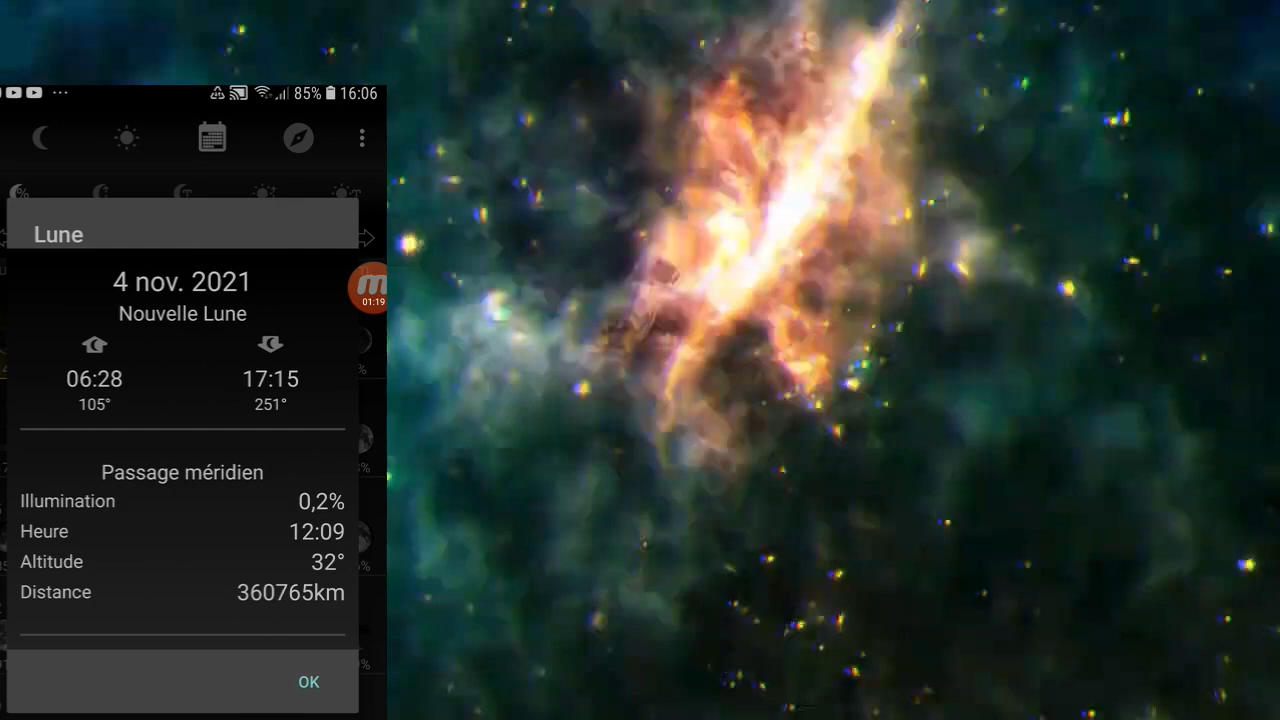 85% 16:06
Lune
4 nov. 2021
Nouvelle Lune
01:19
06:28 17:15
105° 251°
Passage méridien
Illumination 0,2%
Heure 12:09
Altitude 32°
Distance 360765km
OK